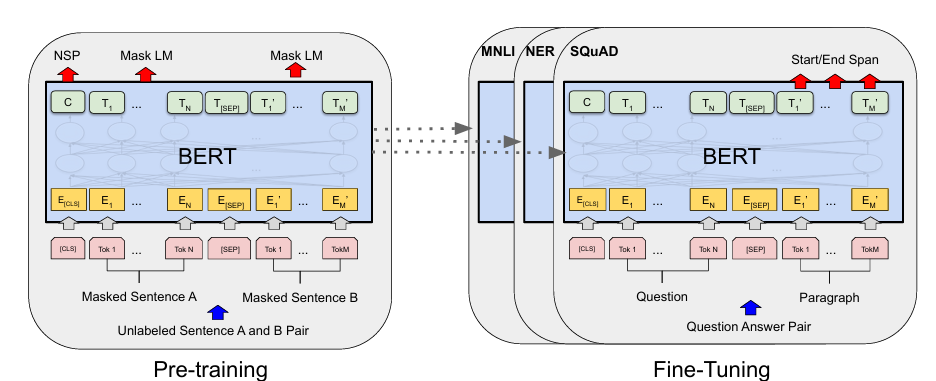 NSP Mask LM Mask LM
C T1 ... TN T[SEP] T1’ ... TM’
BERT
E[CLS] E1 ... EN E[SEP] E1’ ... EM’
[CLS] Tok 1 ... Tok N [SEP] Tok 1 ... TokM
Masked Sentence A Masked Sentence B
Unlabeled Sentence A and B Pair
Pre-training
MNLI NER SQuAD
Start/End Span
C T1 ... TN T[SEP] T1’ ... TM’
BERT
E[CLS] E1 ... EN E[SEP] E1’ ... EM’
[CLS] Tok 1 ... Tok N [SEP] Tok 1 ... TokM
Question Paragraph
Question Answer Pair
Fine-Tuning